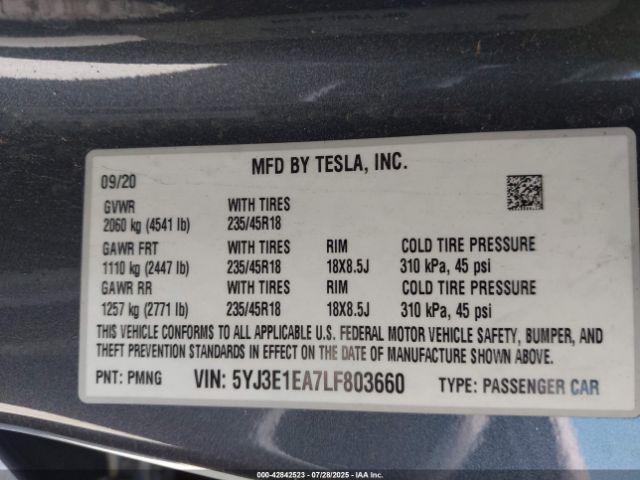 MFD BY TESLA, INC.
09/20
GVWR WITH TIRES
2060 kg (4541 lb) 235/45R18
GAWR FRT WITH TIRES RIM COLD TIRE PRESSURE
1110 kg (2447 lb) 235/45R18 18X8.5J 310 kPa, 45 psi
GAWR RR WITH TIRES RIM COLD TIRE PRESSURE
1257 kg (2771 lb) 235/45R18 18X8.5J 310 kPa, 45 psi
THIS VEHICLE CONFORMS TO ALL APPLICABLE U.S. FEDERAL MOTOR VEHICLE SAFETY, BUMPER, AND
THEFT PREVENTION STANDARDS IN EFFECT ON THE DATE OF MANUFACTURE SHOWN ABOVE.
PNT: PMNG VIN: 5YJ3E1EA7LF803660 TYPE: PASSENGER CAR
000-42842523 07/28/2025 IAAI.COM